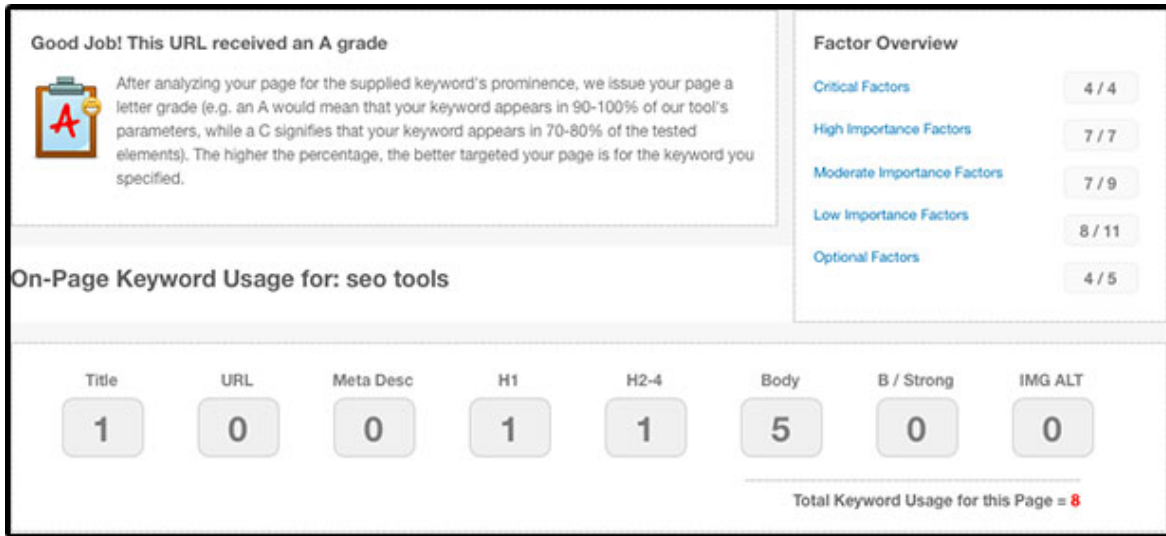 Good Job! This URL received an A grade
A
After analyzing your page for the supplied keyword's prominence, we issue your page a
letter grade (e.g. an A would mean that your keyword appears in 90-100% of our tool's
parameters, while a C signifies that your keyword appears in 70-80% of the tested
elements). The higher the percentage, the better targeted your page is for the keyword you
specified.
Factor Overview
Critical Factors 4 / 4
High Importance Factors 7 / 7
Moderate Importance Factors 7 / 9
Low Importance Factors 8 / 11
Optional Factors 4 / 5
On-Page Keyword Usage for: seo tools
Title URL Meta Desc H1 H2-4 Body B / Strong IMG ALT
1 0 0 1 1 5 0 0
Total Keyword Usage for this Page = 8